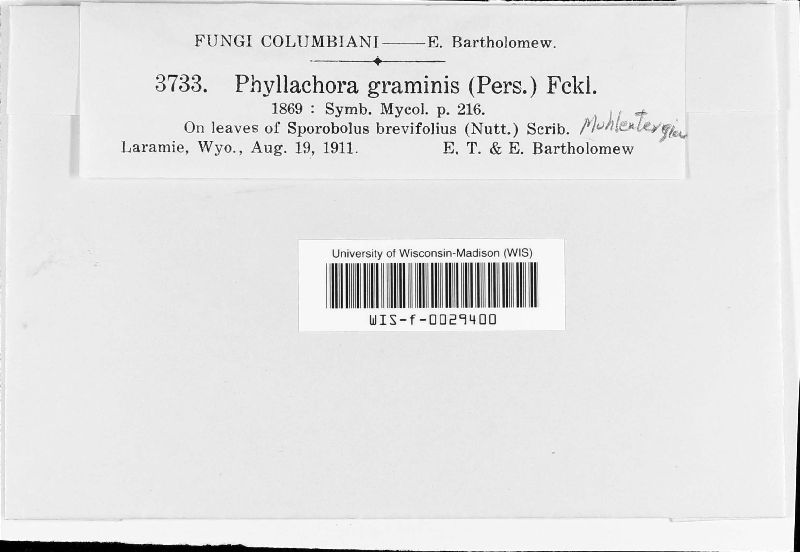 FUNGI COLUMBIANI——E. Bartholomew.
3733. Phyllachora graminis (Pers.) Fckl.
1869 : Symb. Mycol. p. 216.
On leaves of Sporobolus brevifolius (Nutt.) Scrib. Muhlenbergia
Laramie, Wyo., Aug. 19, 1911. E. T. & E. Bartholomew
University of Wisconsin-Madison (WIS)
WIS-f-0029400